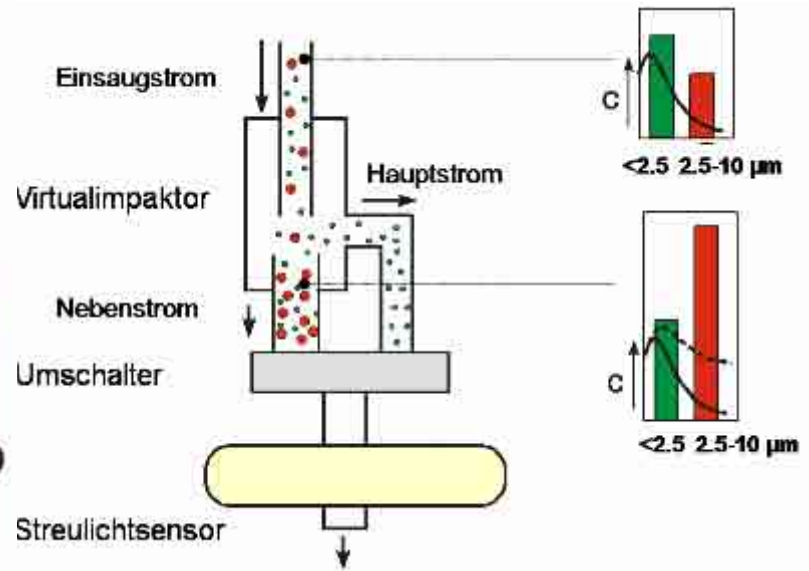 Einsaugstrom
C
<2.5 2.5-10 µm
Hauptstrom
Virtualimpaktor
Nebenstrom
Umschalter
C
<2.5 2.5-10 µm
Streulichtsensor